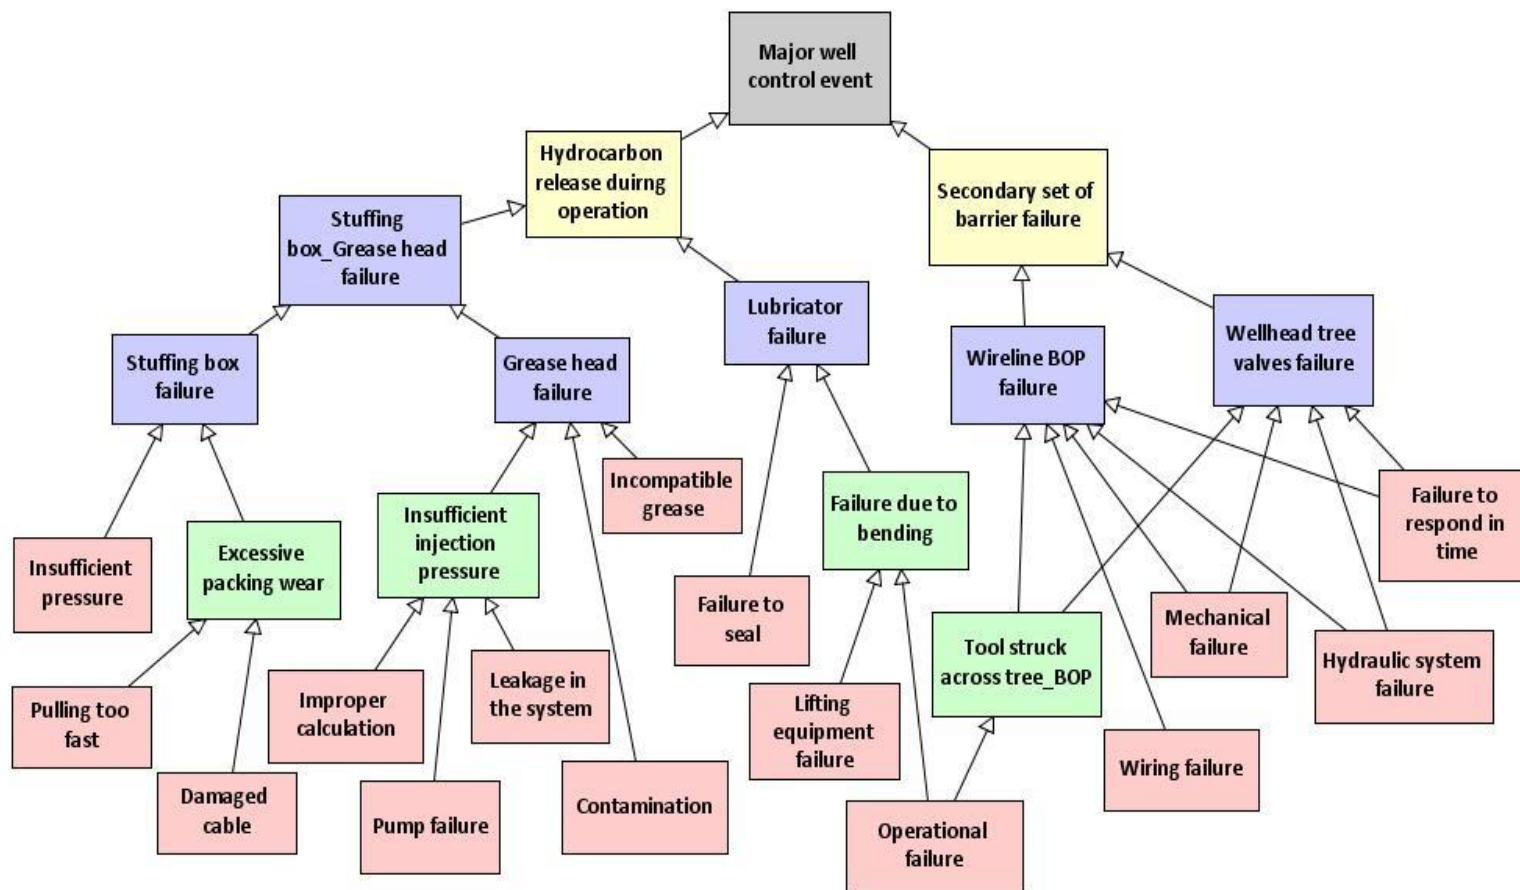 Major well
control event
Hydrocarbon
release duirng
operation
Secondary set of
barrier failure
Stuffing
box_Grease head
failure
Lubricator
failure
Wellhead tree
valves failure
Wireline BOP
failure
Stuffing box
failure
Grease head
failure
Incompatible
grease
Failure due to
bending
Failure to
respond in
time
Insufficient
injection
pressure
Excessive
packing wear
Insufficient
pressure
Failure to
seal
Mechanical
failure
Tool struck
across tree_BOP
Hydraulic system
failure
Leakage in
the system
Improper
calculation
Pulling too
fast
Lifting
equipment
failure
Wiring failure
Damaged
cable
Pump failure
Contamination
Operational
failure